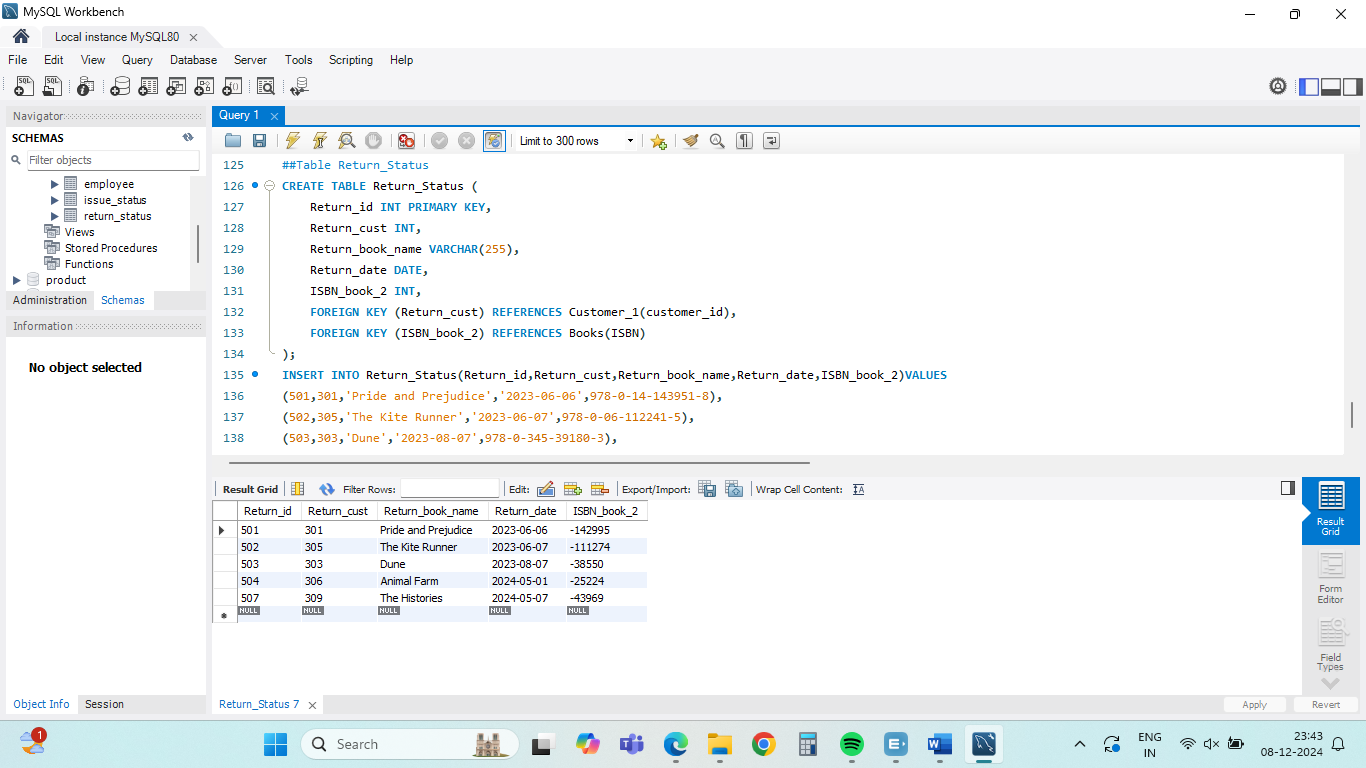 MySQL Workbench
Local instance MySQL80
File Edit View Query Database Server Tools Scripting Help
Navigator
SCHEMAS
Filter objects
employee
issue_status
return_status
Views
Stored Procedures
Functions
product
Administration Schemas
Information
No object selected
Object Info Session
Query 1
Limit to 300 rows
125 ##Table Return_Status
126 CREATE TABLE Return_Status (
127 Return_id INT PRIMARY KEY,
128 Return_cust INT,
129 Return_book_name VARCHAR(255),
130 Return_date DATE,
131 ISBN_book_2 INT,
132 FOREIGN KEY (Return_cust) REFERENCES Customer_1(customer_id),
133 FOREIGN KEY (ISBN_book_2) REFERENCES Books(ISBN)
134 );
135 INSERT INTO Return_Status(Return_id,Return_cust,Return_book_name,Return_date,ISBN_book_2)VALUES
136 (501,301,'Pride and Prejudice','2023-06-06',978-0-14-143951-8),
137 (502,305,'The Kite Runner','2023-06-07',978-0-06-112241-5),
138 (503,303,'Dune','2023-08-07',978-0-345-39180-3),
Result Grid Filter Rows: Edit: Export/Import: Wrap Cell Content:
Return_id Return_cust Return_book_name Return_date ISBN_book_2
501 301 Pride and Prejudice 2023-06-06 -142995
502 305 The Kite Runner 2023-06-07 -111274
503 303 Dune 2023-08-07 -38550
504 306 Animal Farm 2024-05-01 -25224
507 309 The Histories 2024-05-07 -43969
NULL NULL NULL NULL NULL
Result
Grid
Form
Editor
Field
Types
Return_Status 7
Apply Revert
1
Search
ENG
IN
23:43
08-12-2024